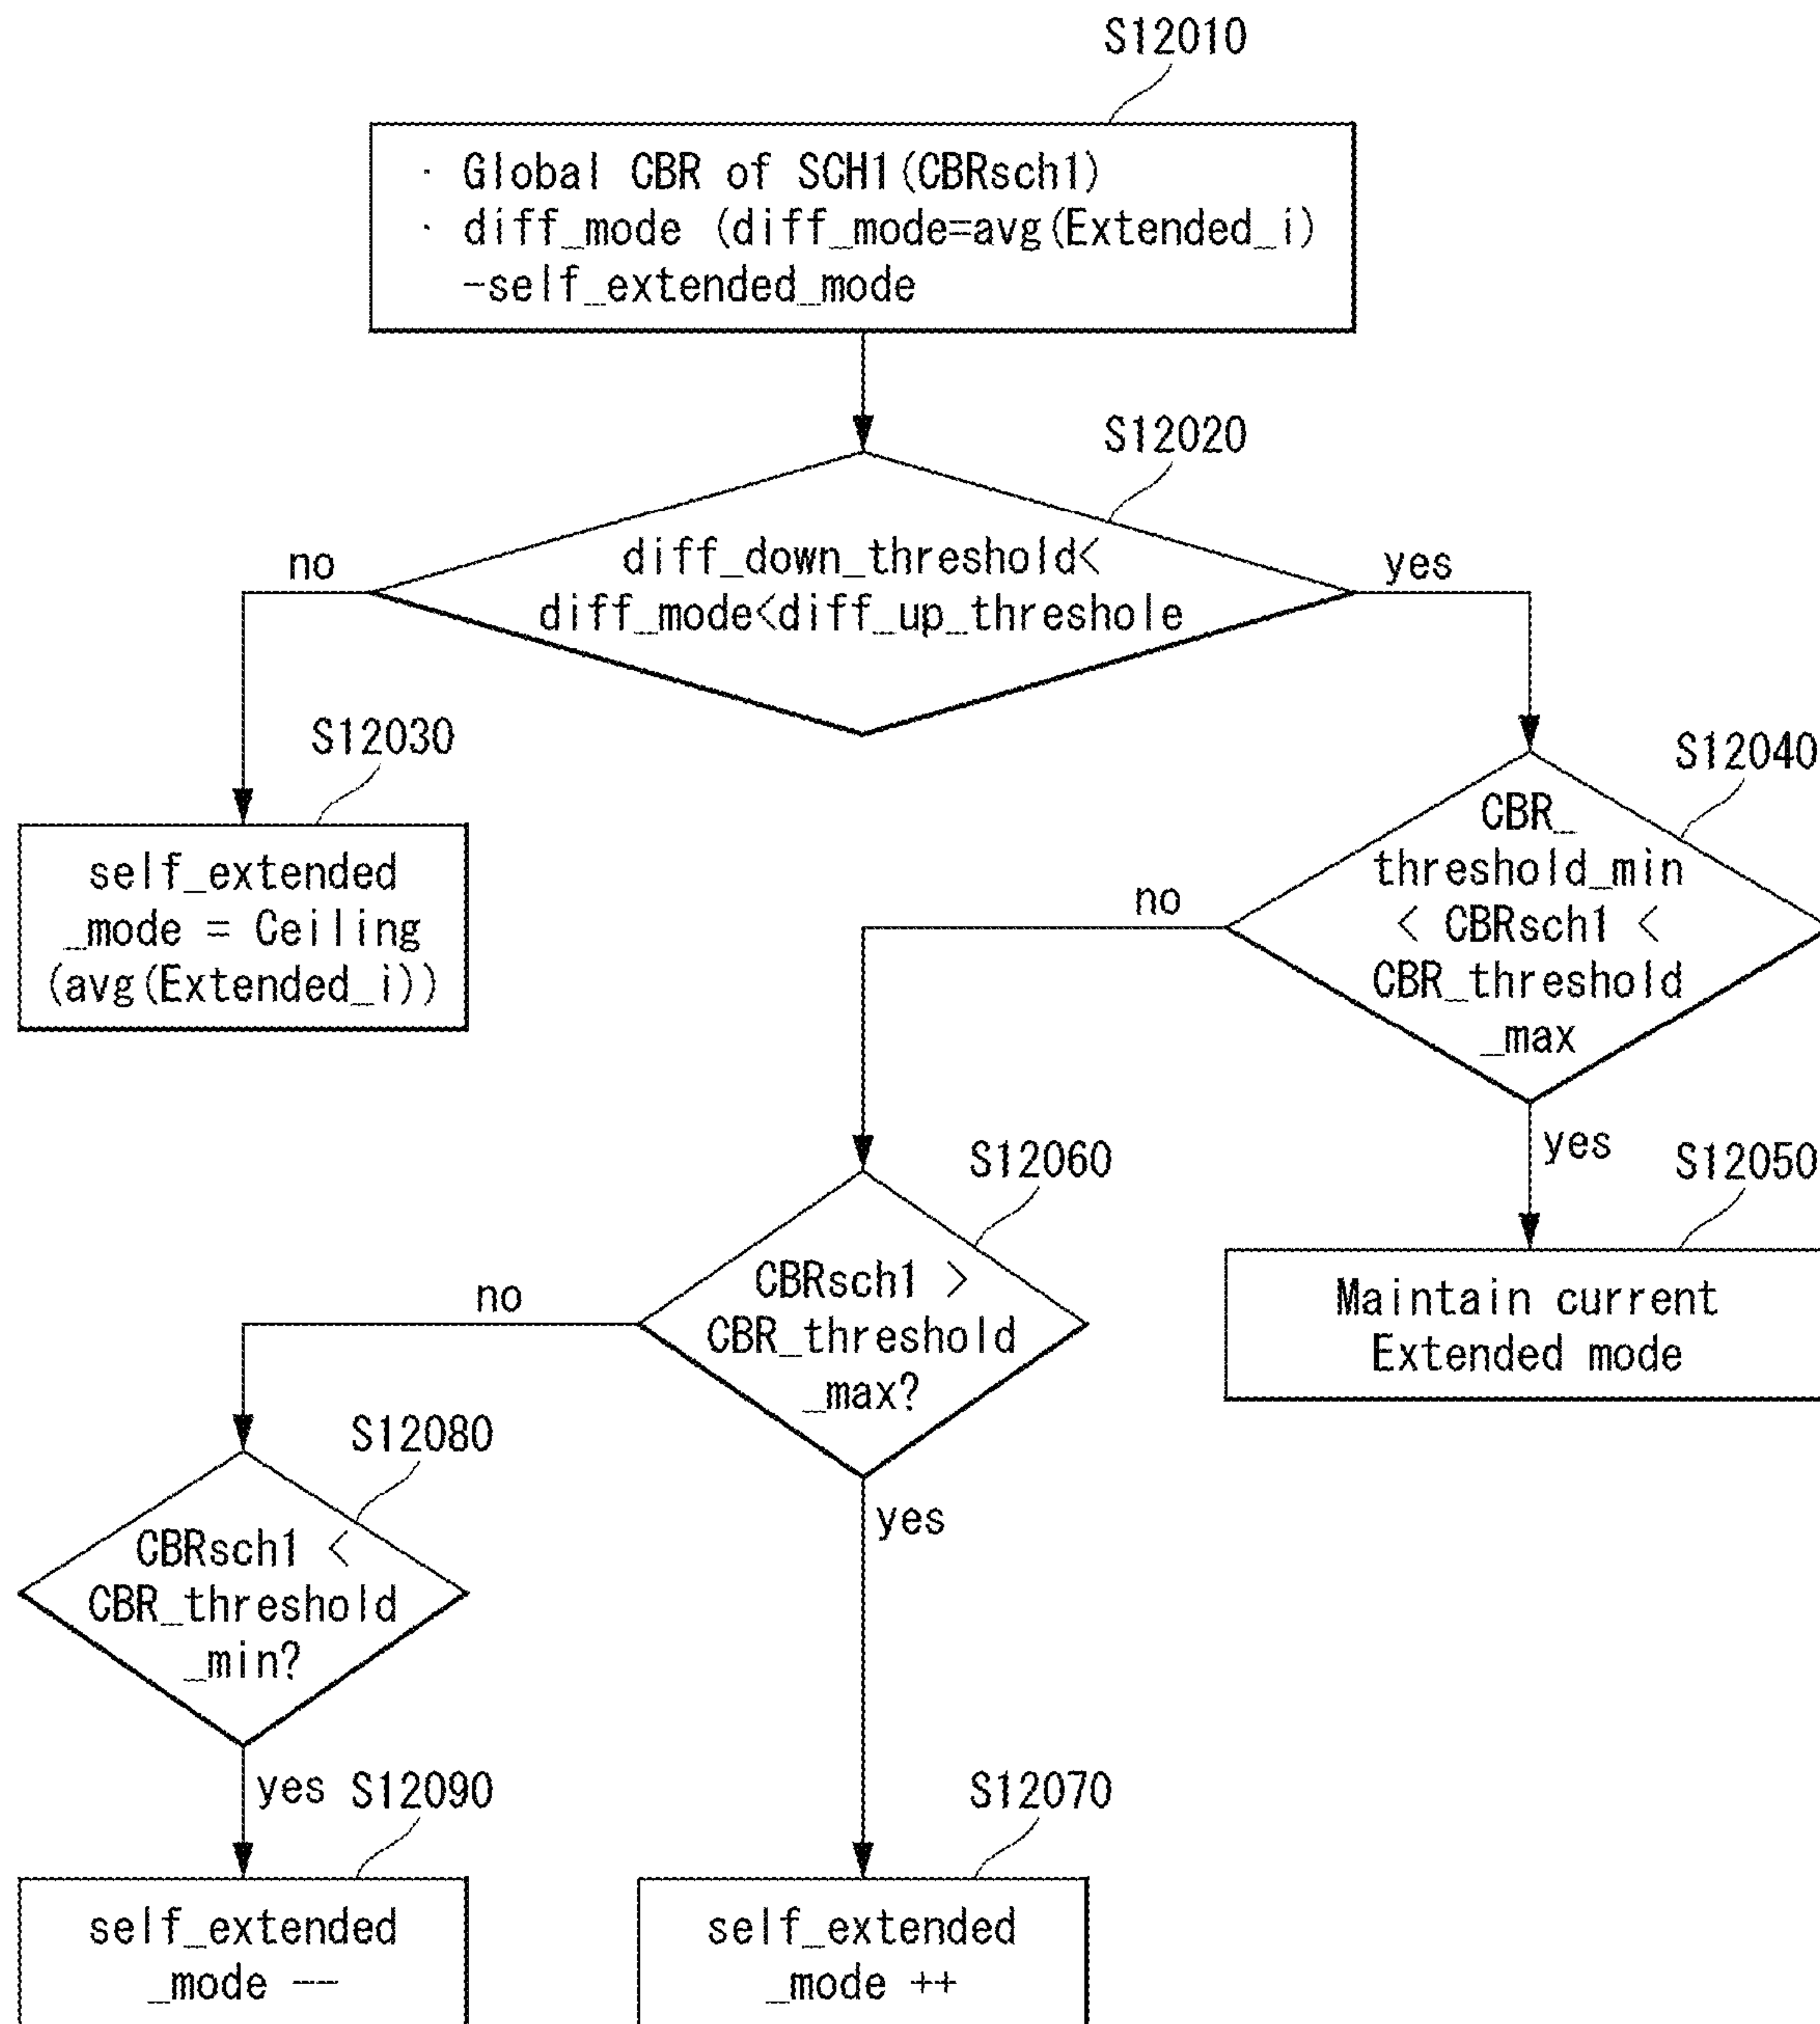 S12010
· Global CBR of SCH1(CBRsch1)
· diff_mode (diff_mode=avg(Extended_i)
-self_extended_mode
S12020
diff_down_threshold<
diff_mode<diff_up_threshole
no
yes
S12030
self_extended
_mode = Ceiling
(avg(Extended_i))
S12040
CBR_
threshold_min
< CBRsch1 <
CBR_threshold
_max
no
yes
S12050
Maintain current
Extended mode
S12060
CBRsch1 >
CBR_threshold
_max?
no
yes
S12080
CBRsch1 <
CBR_threshold
_min?
yes
S12090
self_extended
_mode --
S12070
self_extended
_mode ++